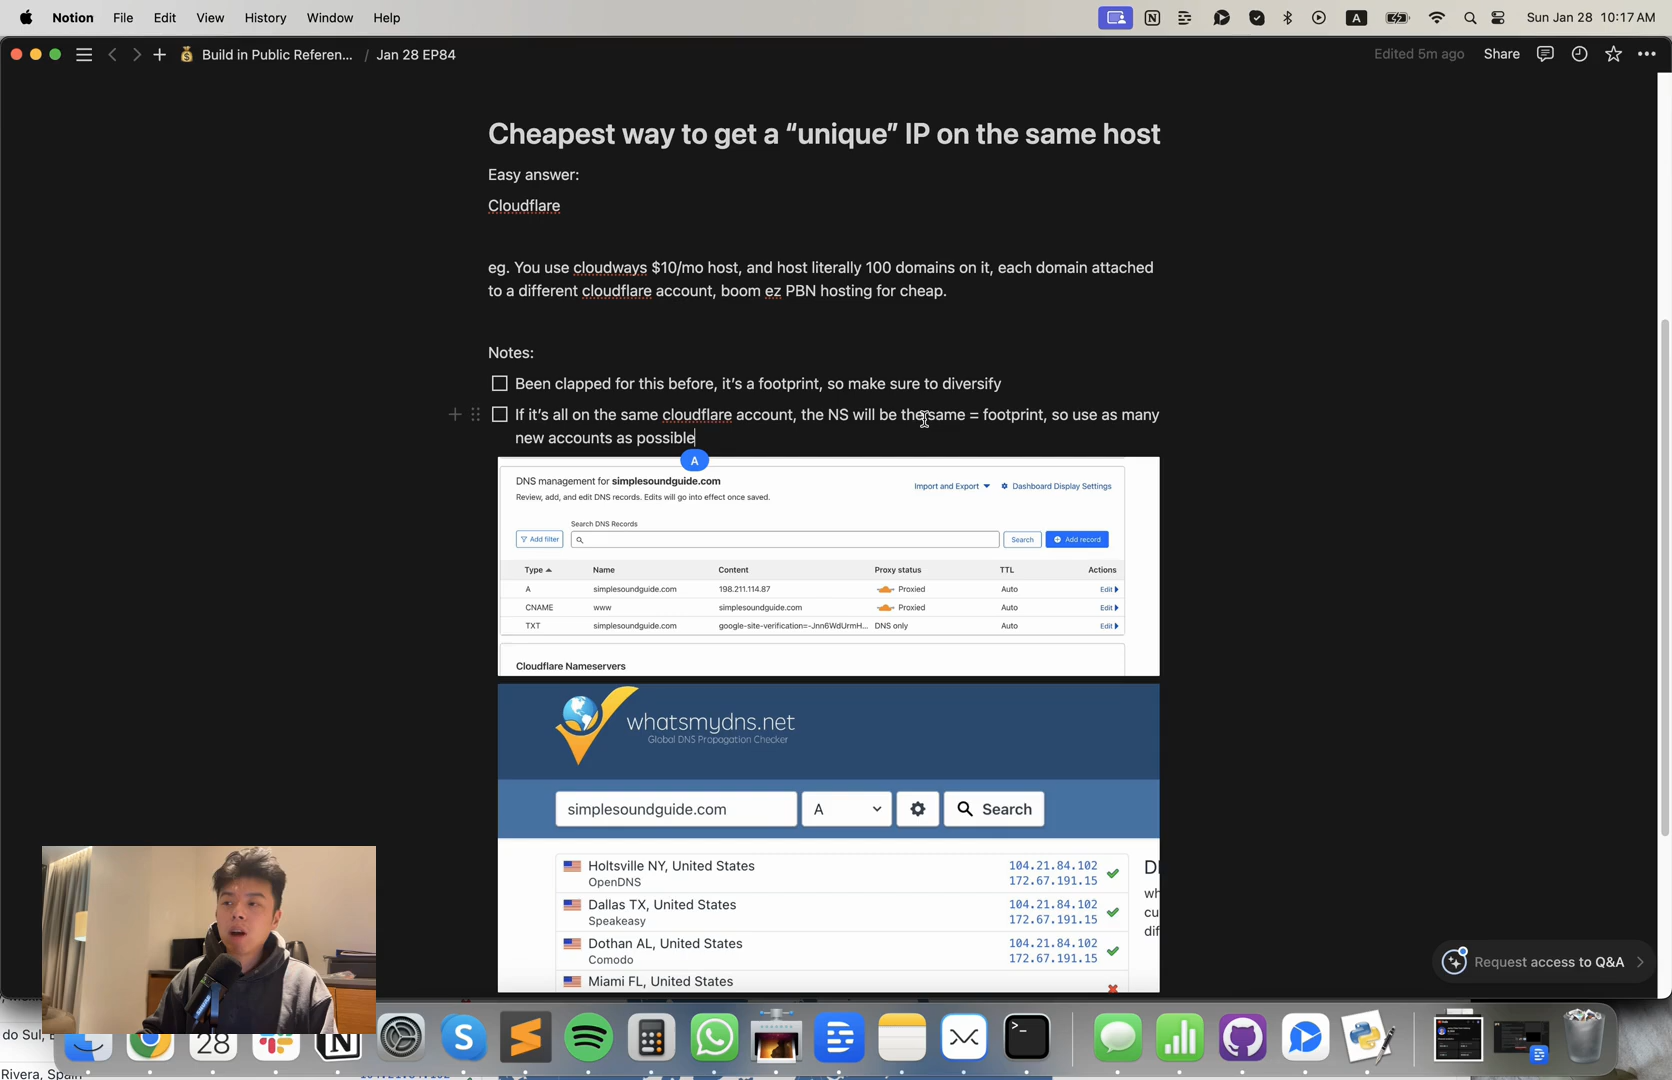 Notion File Edit View History Window Help
A
Sun Jan 28 10:17 AM
Build in Public Referen... / Jan 28 EP84
Edited 5m ago Share
Cheapest way to get a “unique” IP on the same host
Easy answer:
Cloudflare
eg. You use cloudways $10/mo host, and host literally 100 domains on it, each domain attached
to a different cloudflare account, boom ez PBN hosting for cheap.
Notes:
Been clapped for this before, it’s a footprint, so make sure to diversify
If it’s all on the same cloudflare account, the NS will be the same = footprint, so use as many
new accounts as possible
A
DNS management for simplesoundguide.com
Review, add, and edit DNS records. Edits will go into effect once saved.
Import and Export Dashboard Display Settings
Search DNS Records
Add filter Search Add record
Type Name Content Proxy status TTL Actions
A simplesoundguide.com 198.211.114.87 Proxied Auto Edit
CNAME www simplesoundguide.com Proxied Auto Edit
TXT simplesoundguide.com google-site-verification=-Jnn6WdUrmH... DNS only Auto Edit
Cloudflare Nameservers
whatsmydns.net
Global DNS Propagation Checker
simplesoundguide.com A Search
Holtsville NY, United States 104.21.84.102
OpenDNS 172.67.191.15
Dallas TX, United States 104.21.84.102
Speakeasy 172.67.191.15
Dothan AL, United States 104.21.84.102
Comodo 172.67.191.15
Miami FL, United States
Request access to Q&A
do Sul,
28
Rivera, Spain